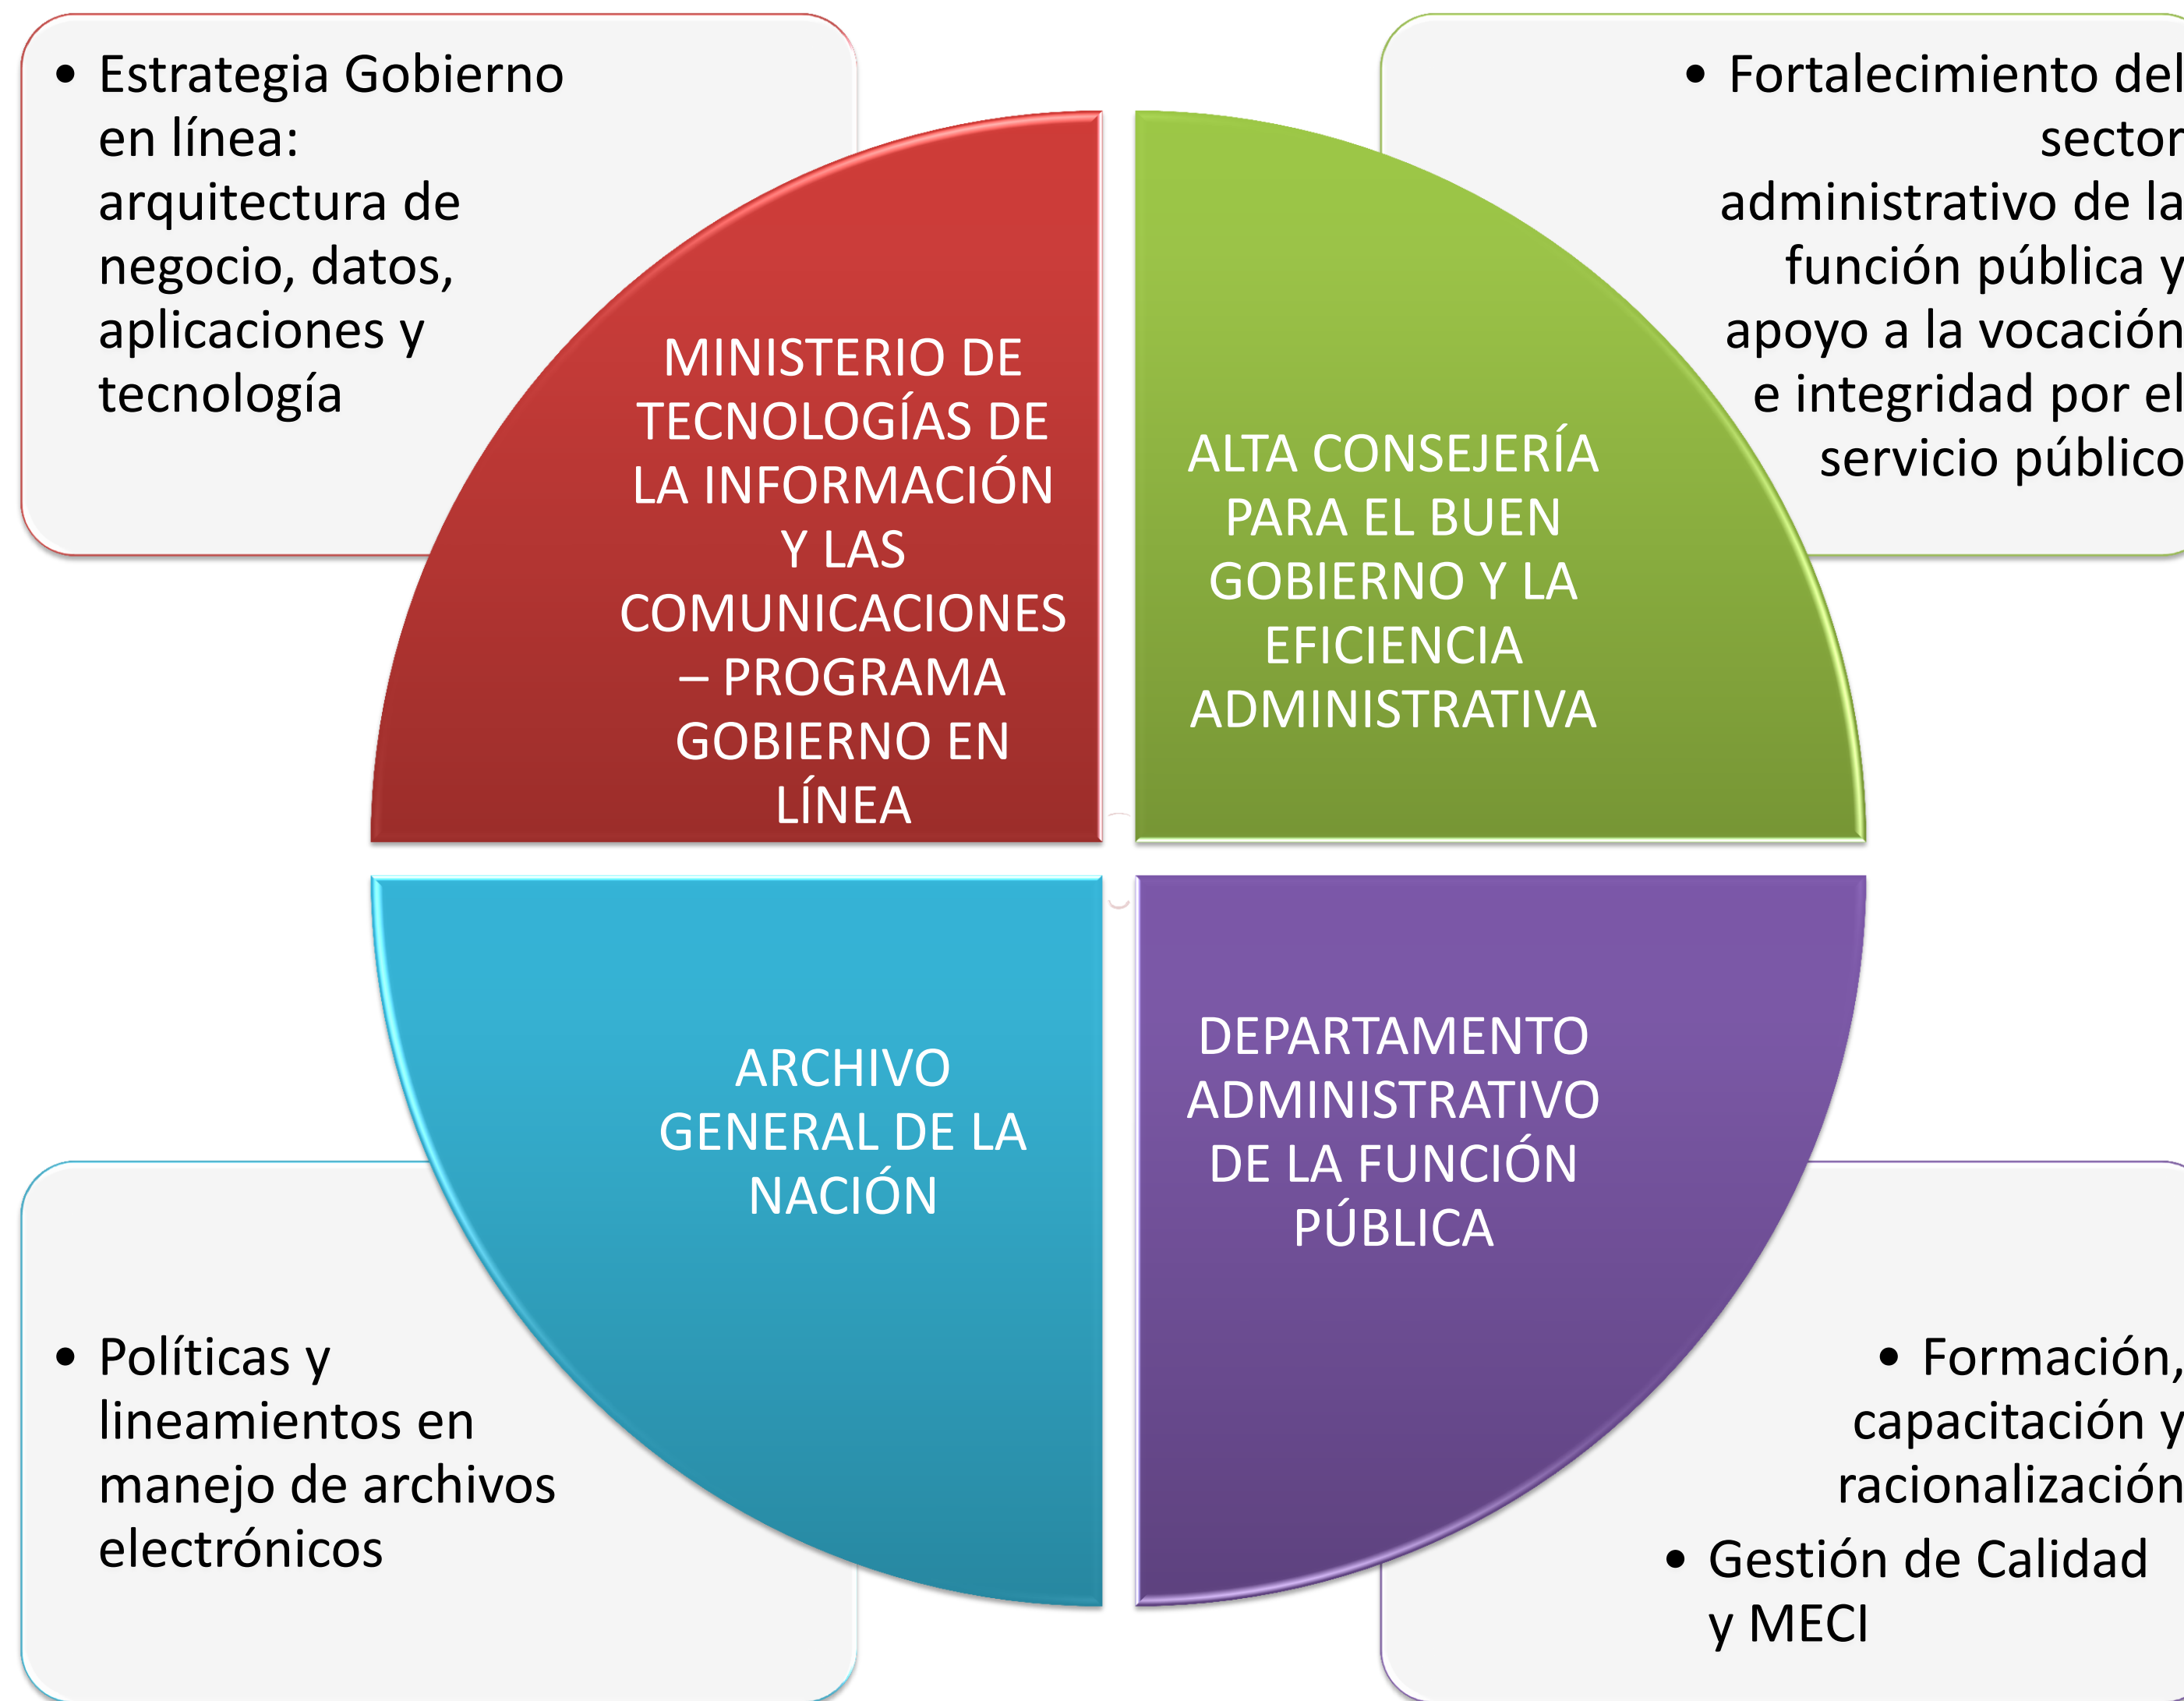 • Estrategia Gobierno
en línea:
arquitectura de
negocio, datos,
aplicaciones y
tecnología
MINISTERIO DE
TECNOLOGÍAS DE
LA INFORMACIÓN
Y LAS
COMUNICACIONES
– PROGRAMA
GOBIERNO EN
LÍNEA
• Fortalecimiento del
sector
administrativo de la
función pública y
apoyo a la vocación
e integridad por el
servicio público
ALTA CONSEJERÍA
PARA EL BUEN
GOBIERNO Y LA
EFICIENCIA
ADMINISTRATIVA
ARCHIVO
GENERAL DE LA
NACIÓN
• Políticas y
lineamientos en
manejo de archivos
electrónicos
DEPARTAMENTO
ADMINISTRATIVO
DE LA FUNCIÓN
PÚBLICA
• Formación,
capacitación y
racionalización
• Gestión de Calidad
y MECI